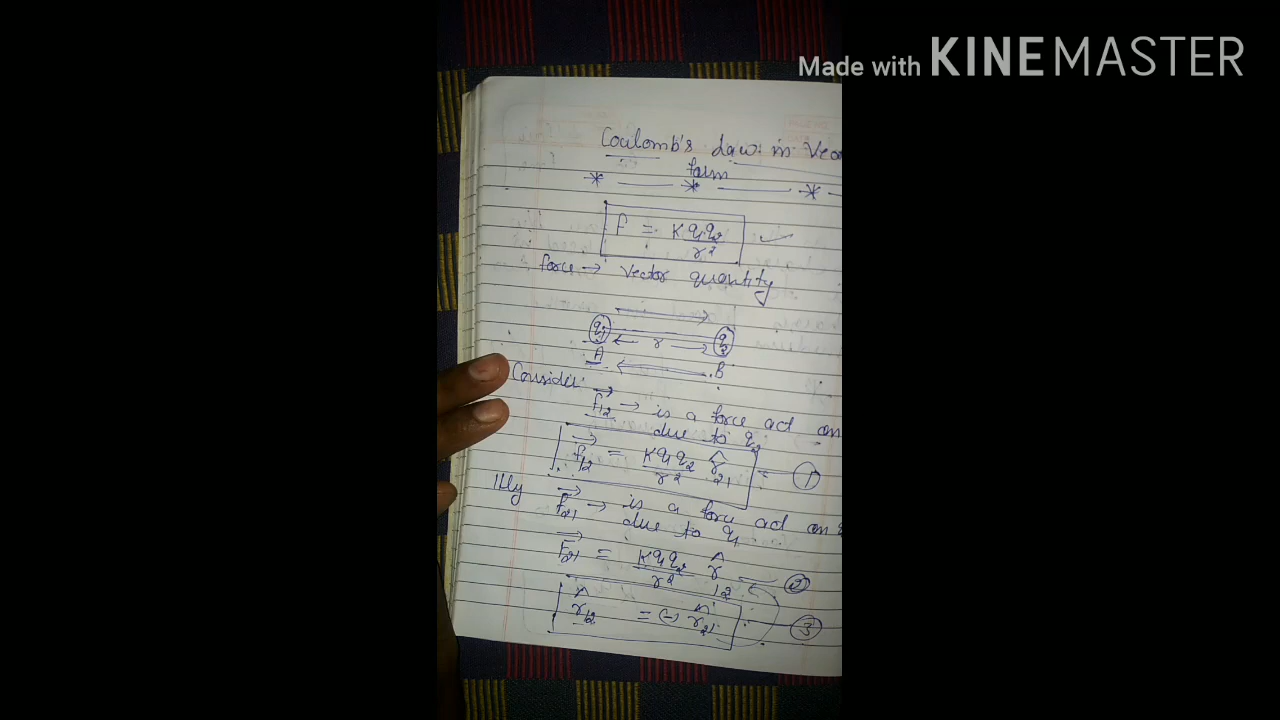 Made with KINEMASTER
Coulomb's Law in Vec
form
F = Kq1q2/r²
force → Vector quantity
q1 q2
← r →
A B
Consider
F12 → is a force act on
due to q2
F12 = Kq1q2/r² r̂21 — 1
Illly F21 → is a force act on
due to q1
F21 = Kq1q2/r² r̂12 — 2
r̂12 = (-) r̂21 — 3